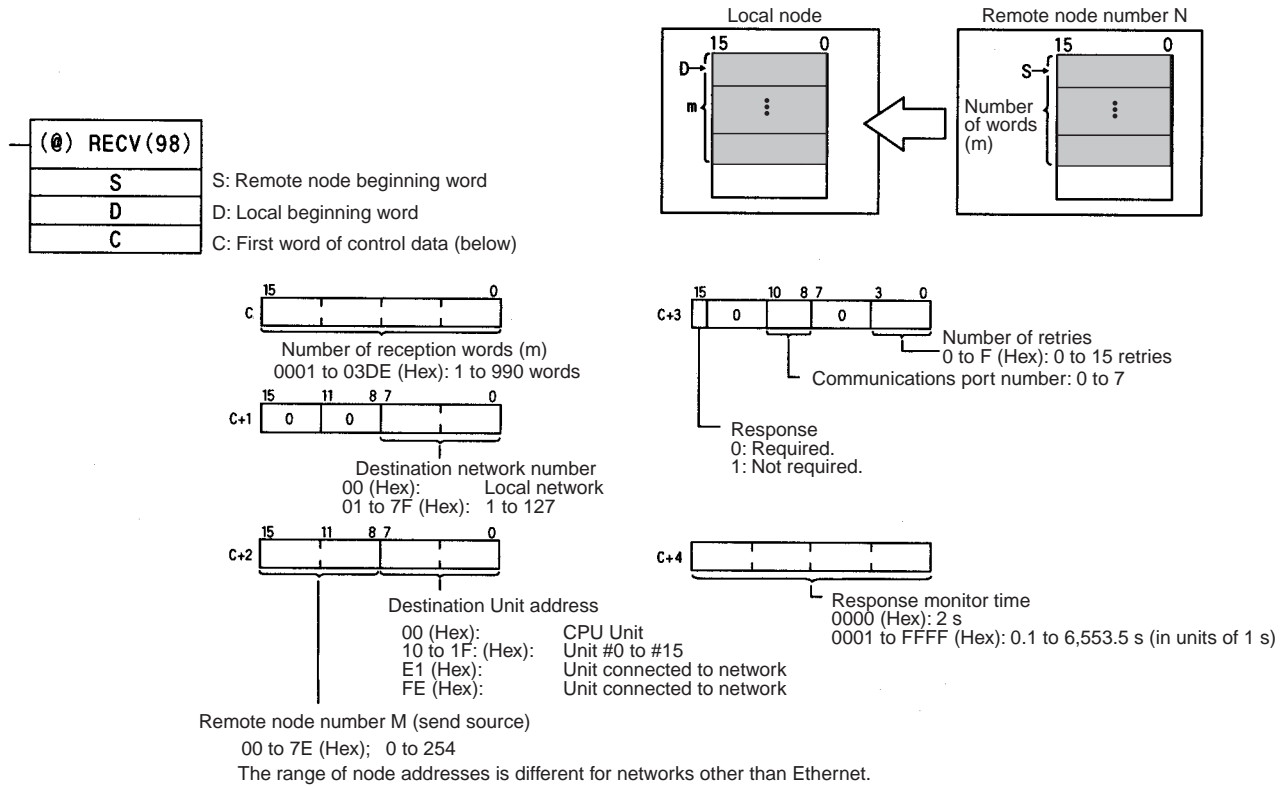 Local node
Remote node number N
15 0
D
m
15 0
S
Number
of words
(m)
(@) RECV(98)
S
S: Remote node beginning word
D
D: Local beginning word
C
C: First word of control data (below)
15 0
C
Number of reception words (m)
0001 to 03DE (Hex): 1 to 990 words
15 11 8 7 0
C+1 0 0
Destination network number
00 (Hex): Local network
01 to 7F (Hex): 1 to 127
15 11 8 7 0
C+2
Destination Unit address
00 (Hex): CPU Unit
10 to 1F: (Hex): Unit #0 to #15
E1 (Hex): Unit connected to network
FE (Hex): Unit connected to network
Remote node number M (send source)
00 to 7E (Hex); 0 to 254
The range of node addresses is different for networks other than Ethernet.
15 10 8 7 3 0
C+3 0 0
Number of retries
0 to F (Hex): 0 to 15 retries
Communications port number: 0 to 7
Response
0: Required.
1: Not required.
C+4
Response monitor time
0000 (Hex): 2 s
0001 to FFFF (Hex): 0.1 to 6,553.5 s (in units of 1 s)